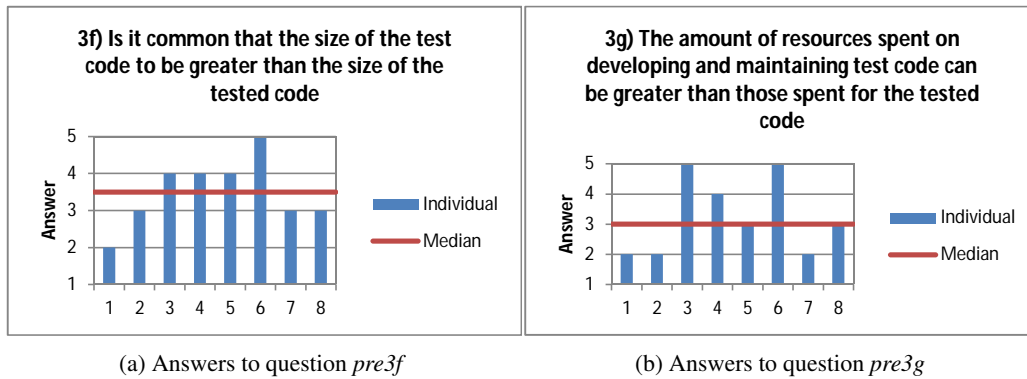 3f) Is it common that the size of the test
code to be greater than the size of the
tested code
5
4
3
2
1
Answer
1 2 3 4 5 6 7 8
Individual
Median
(a) Answers to question pre3f
3g) The amount of resources spent on
developing and maintaining test code can
be greater than those spent for the tested
code
5
4
3
2
1
Answer
1 2 3 4 5 6 7 8
Individual
Median
(b) Answers to question pre3g